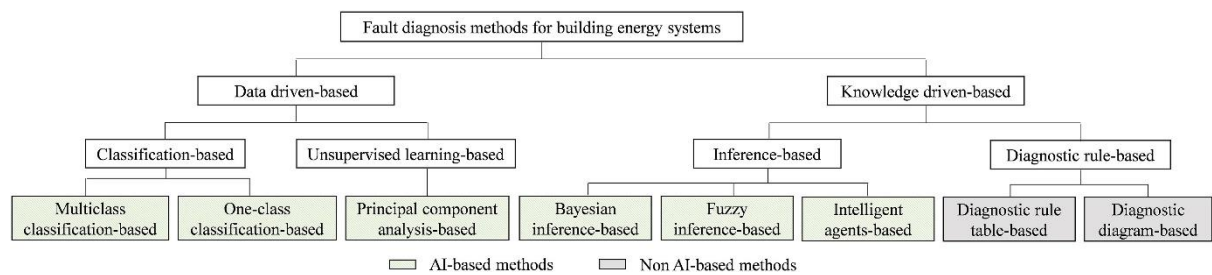 Fault diagnosis methods for building energy systems
Data driven-based
Knowledge driven-based
Classification-based
Unsupervised learning-based
Inference-based
Diagnostic rule-based
Multiclass
classification-based
One-class
classification-based
Principal component
analysis-based
Bayesian
inference-based
Fuzzy
inference-based
Intelligent
agents-based
Diagnostic rule
table-based
Diagnostic
diagram-based
AI-based methods
Non AI-based methods